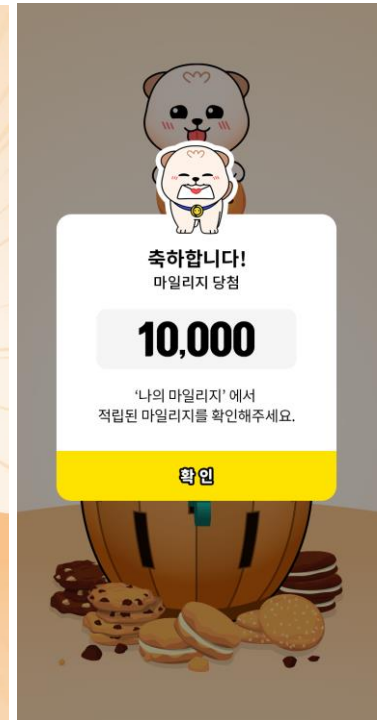 축하합니다!
마일리지 당첨
10,000
‘나의 마일리지’ 에서
적립된 마일리지를 확인해주세요.
확인